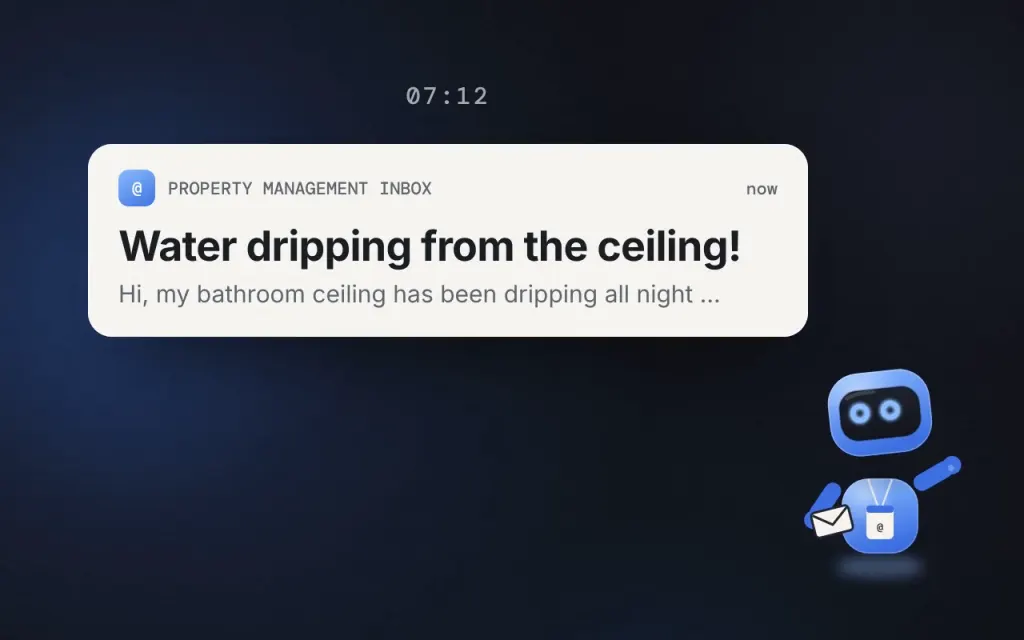 07:12
@ PROPERTY MANAGEMENT INBOX now
Water dripping from the ceiling!
Hi, my bathroom ceiling has been dripping all night ...
@